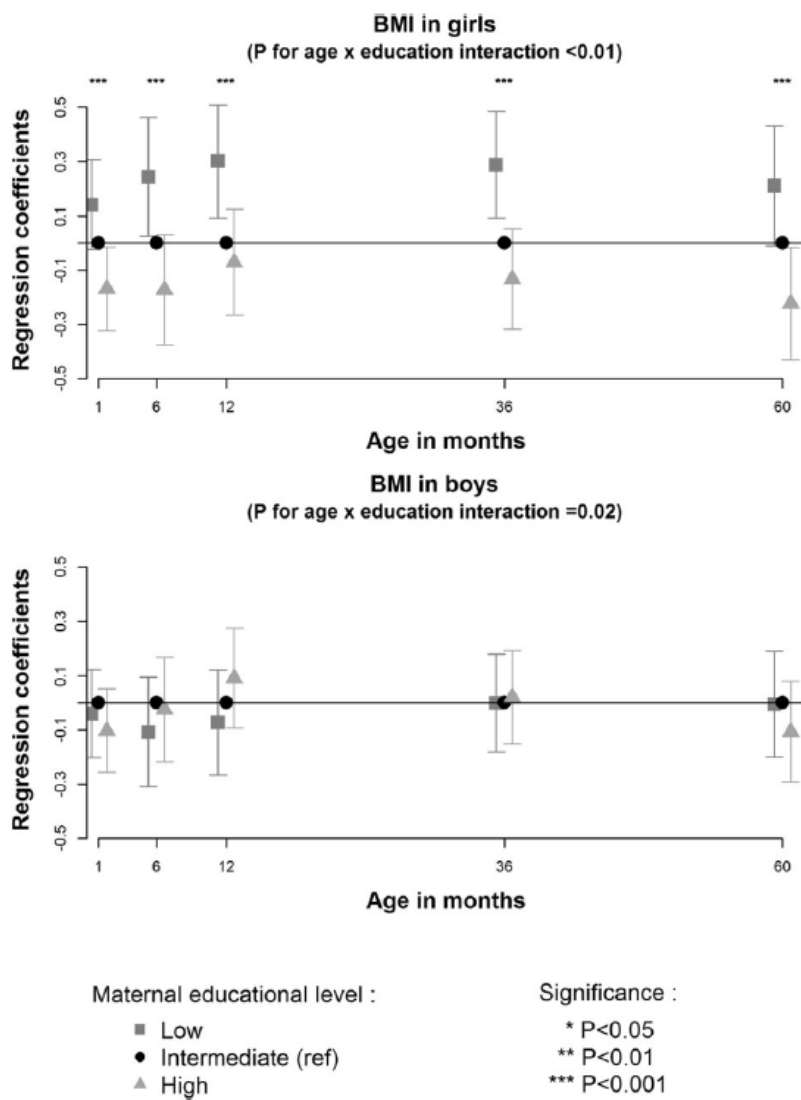 BMI in girls
(P for age x education interaction <0.01)
*** *** *** *** ***
0.5
0.3
0.1
-0.1
-0.3
-0.5
Regression coefficients
1 6 12 36 60
Age in months
BMI in boys
(P for age x education interaction =0.02)
0.5
0.3
0.1
-0.1
-0.3
-0.5
Regression coefficients
1 6 12 36 60
Age in months
Maternal educational level :
Low
Intermediate (ref)
High
Significance :
* P<0.05
** P<0.01
*** P<0.001